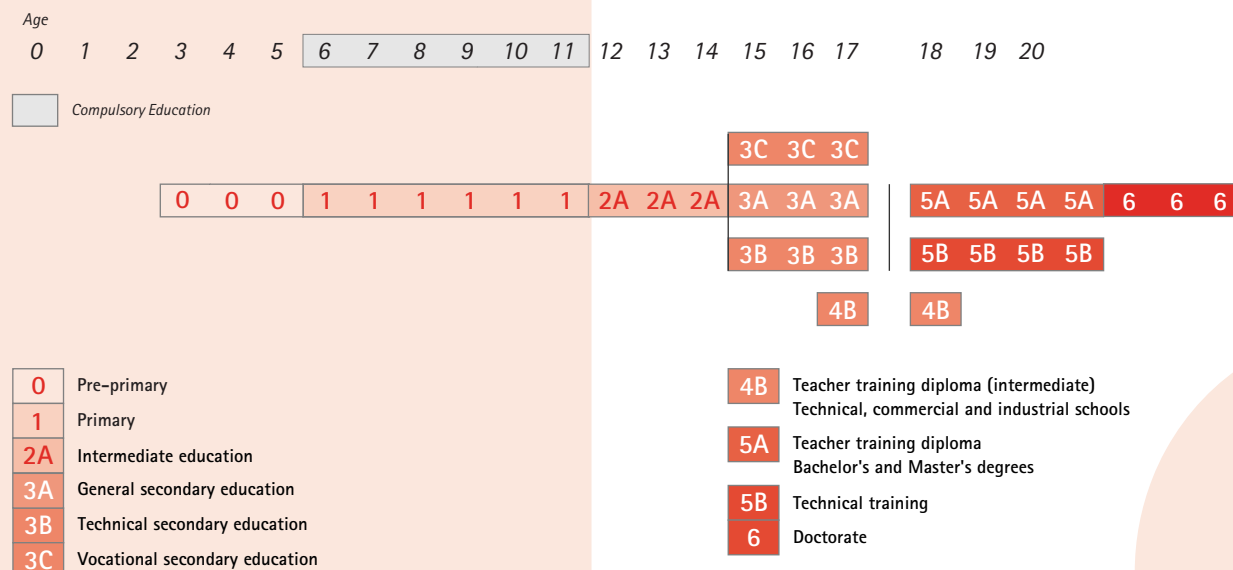 Age
0 1 2 3 4 5 6 7 8 9 10 11 12 13 14 15 16 17 18 19 20
Compulsory Education
3C 3C 3C
0 0 0 1 1 1 1 1 1 2A 2A 2A 3A 3A 3A 5A 5A 5A 5A 6 6 6
3B 3B 3B 5B 5B 5B 5B
4B 4B
0 Pre-primary
1 Primary
2A Intermediate education
3A General secondary education
3B Technical secondary education
3C Vocational secondary education
4B Teacher training diploma (intermediate)
Technical, commercial and industrial schools
5A Teacher training diploma
Bachelor's and Master's degrees
5B Technical training
6 Doctorate